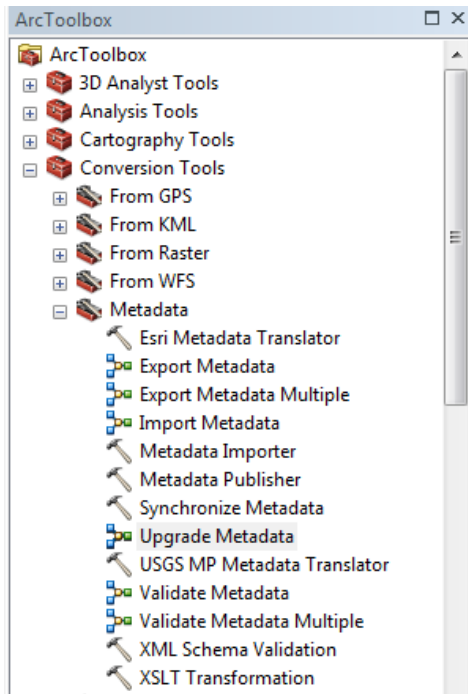 ArcToolbox
ArcToolbox
3D Analyst Tools
Analysis Tools
Cartography Tools
Conversion Tools
From GPS
From KML
From Raster
From WFS
Metadata
Esri Metadata Translator
Export Metadata
Export Metadata Multiple
Import Metadata
Metadata Importer
Metadata Publisher
Synchronize Metadata
Upgrade Metadata
USGS MP Metadata Translator
Validate Metadata
Validate Metadata Multiple
XML Schema Validation
XSLT Transformation